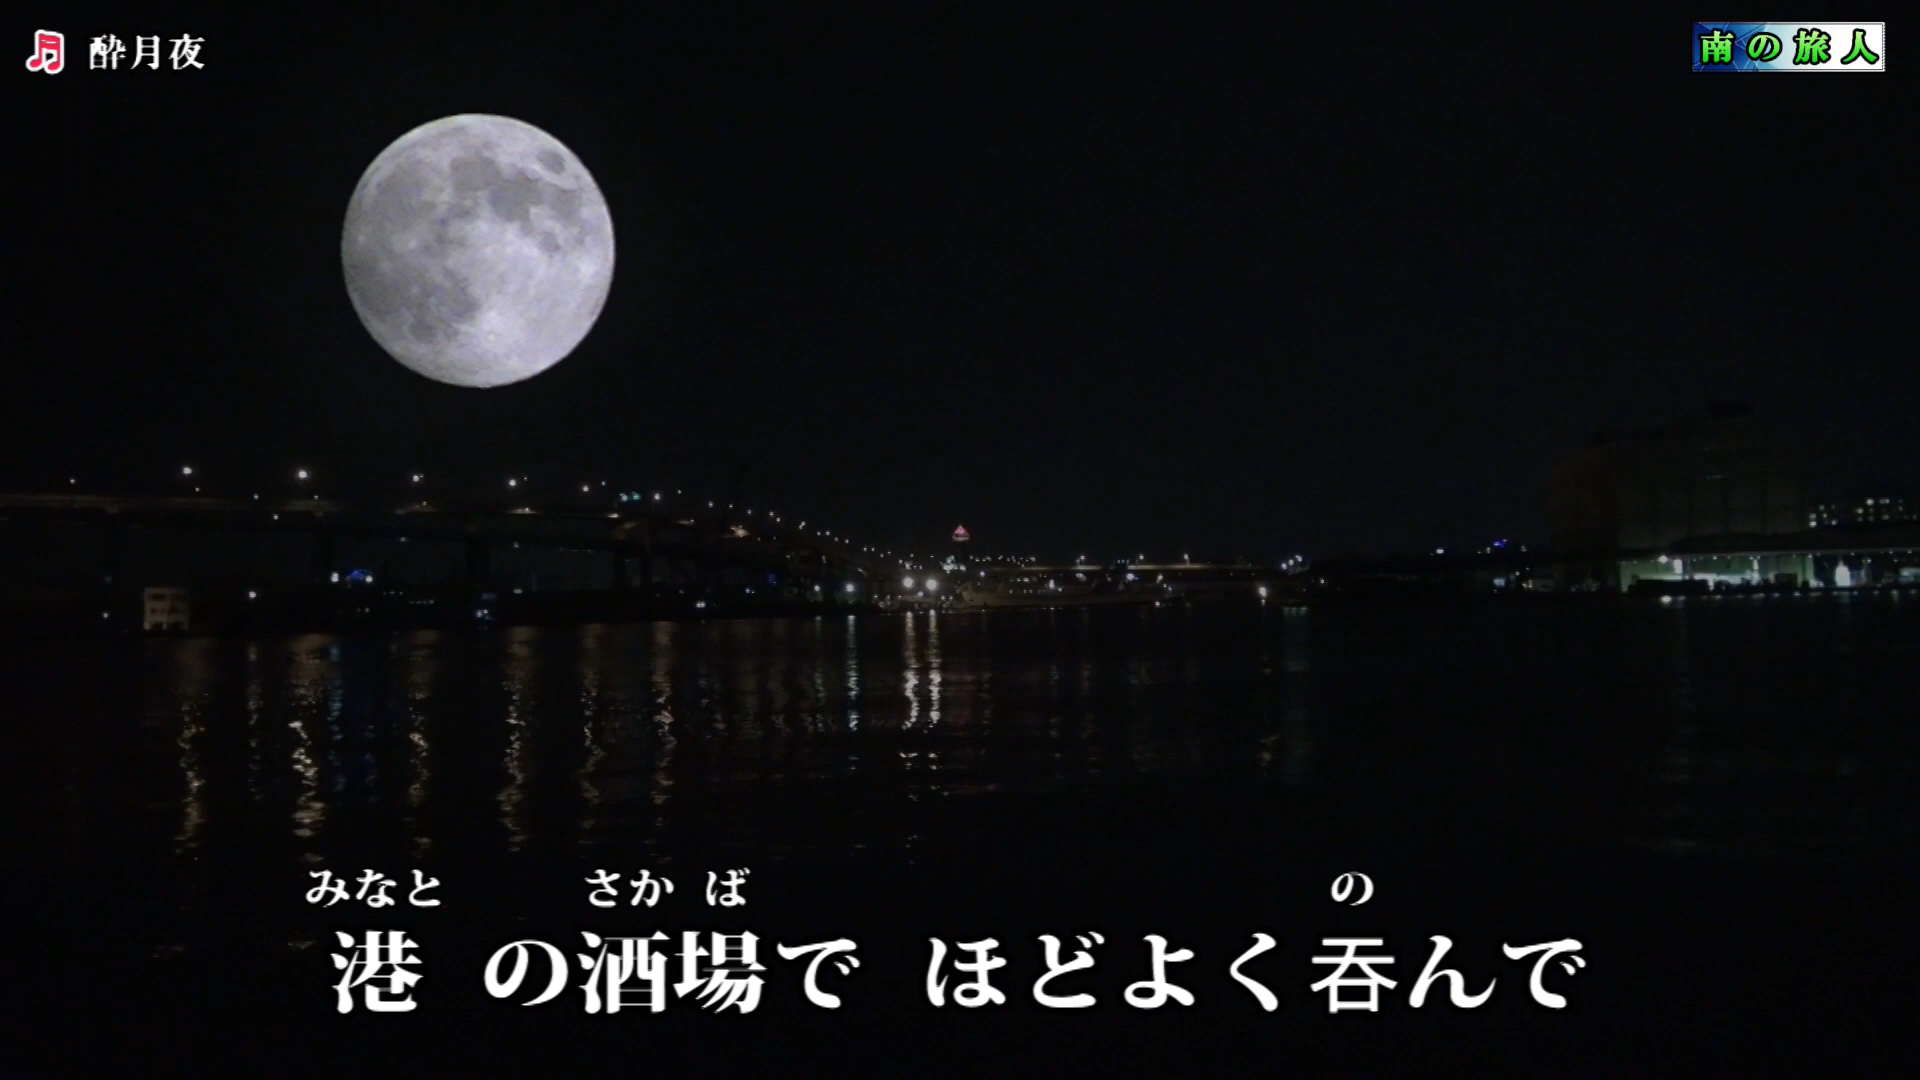 酔月夜
南の旅人
みなと さかば の
港 の酒場で ほどよく呑んで